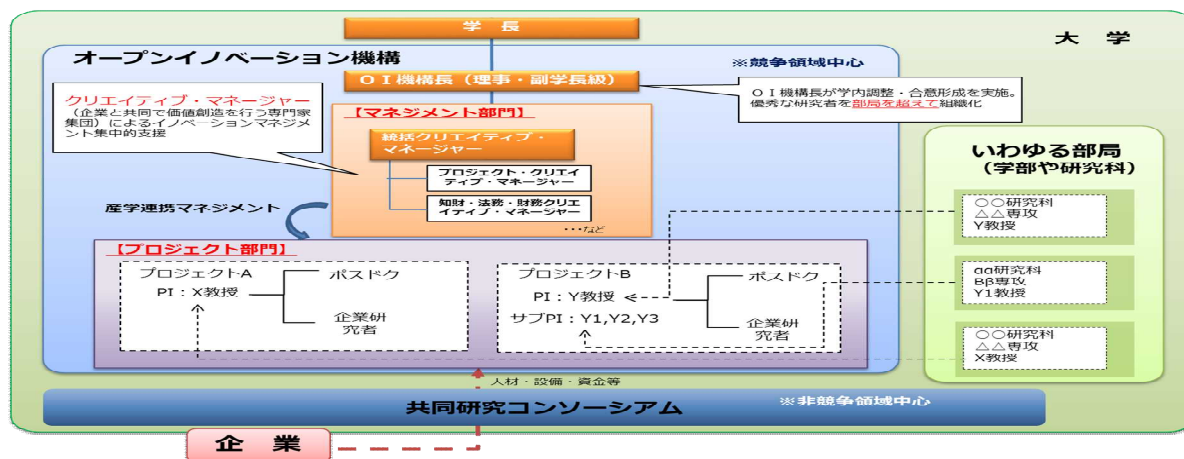 学 長
大 学
オープンイノベーション機構
※競争領域中心
ＯＩ機構長（理事・副学長級）
ＯＩ機構長が学内調整・合意形成を実施。
優秀な研究者を部局を超えて組織化
クリエイティブ・マネージャー
（企業と共同で価値創造を行う専門家
集団）によるイノベーションマネジメ
ント集中的支援
【マネジメント部門】
統括クリエイティブ・
マネージャー
プロジェクト・クリエイ
ティブ・マネージャー
知財・法務・財務クリエ
イティブ・マネージャー
・・・など
産学連携マネジメント
いわゆる部局
（学部や研究科）
○○研究科
△△専攻
Y教授
αα研究科
Ββ専攻
Y1教授
○○研究科
△△専攻
X教授
【プロジェクト部門】
プロジェクトA
PI：X教授
ポスドク
企業研
究者
プロジェクトB
PI：Y教授
サブPI：Y1,Y2,Y3
ポスドク
企業研
究者
人材・設備・資金等
共同研究コンソーシアム
※非競争領域中心
企 業